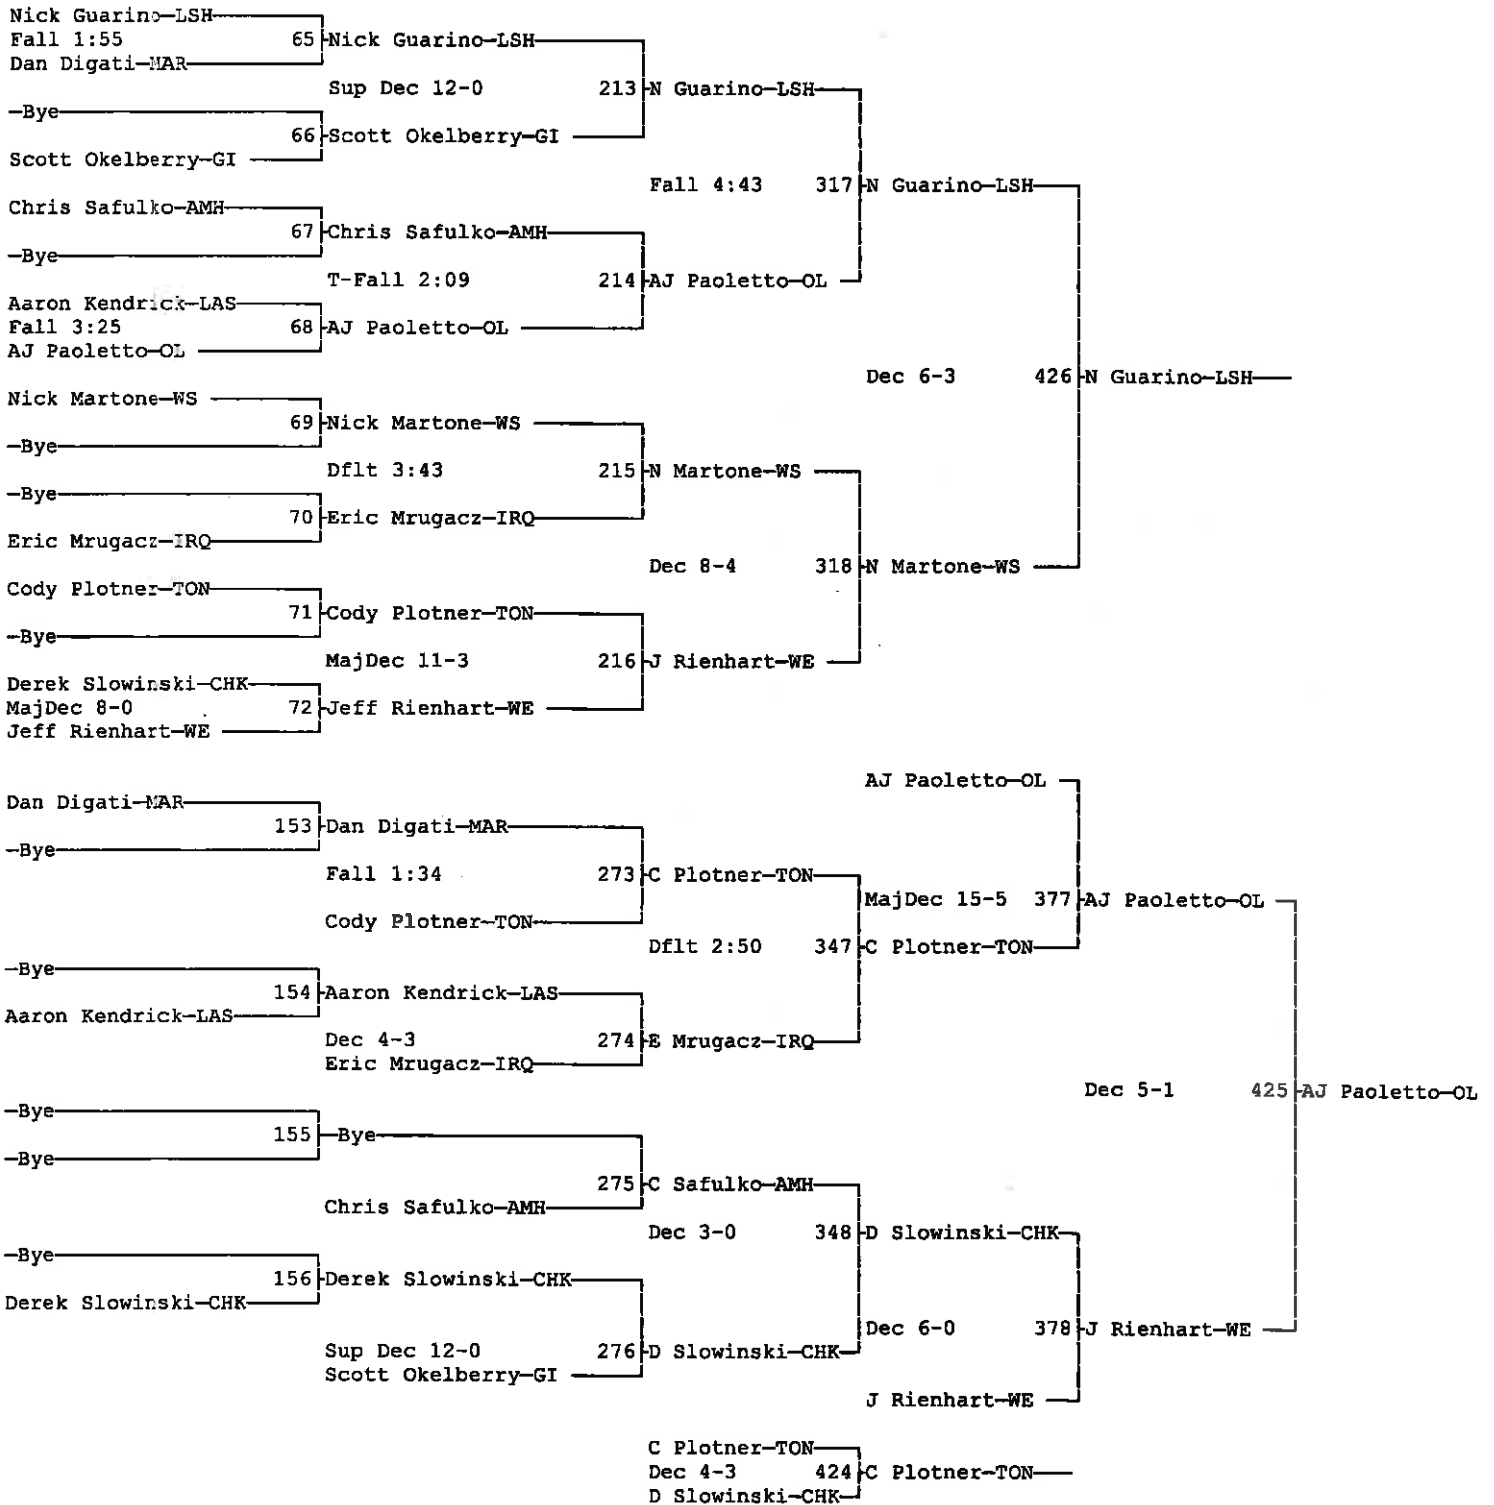 Nick Guarino-LSH
Fall 1:55 65 Nick Guarino-LSH
Dan Digati-MAR
Sup Dec 12-0 213 N Guarino-LSH
-Bye
66 Scott Okelberry-GI
Scott Okelberry-GI
Fall 4:43 317 N Guarino-LSH
Chris Safulko-AMH
67 Chris Safulko-AMH
-Bye
T-Fall 2:09 214 AJ Paoletto-OL
Aaron Kendrick-LAS
Fall 3:25 68 AJ Paoletto-OL
AJ Paoletto-OL
Dec 6-3 426 N Guarino-LSH
Nick Martone-WS
69 Nick Martone-WS
-Bye
Dflt 3:43 215 N Martone-WS
-Bye
70 Eric Mrugacz-IRQ
Eric Mrugacz-IRQ
Dec 8-4 318 N Martone-WS
Cody Plotner-TON
71 Cody Plotner-TON
-Bye
MajDec 11-3 216 J Rienhart-WE
Derek Slowinski-CHK
MajDec 8-0 72 Jeff Rienhart-WE
Jeff Rienhart-WE
AJ Paoletto-OL
Dan Digati-MAR
153 Dan Digati-MAR
-Bye
Fall 1:34 273 C Plotner-TON
MajDec 15-5 377 AJ Paoletto-OL
Cody Plotner-TON
Dflt 2:50 347 C Plotner-TON
-Bye
154 Aaron Kendrick-LAS
Aaron Kendrick-LAS
Dec 4-3 274 E Mrugacz-IRQ
Eric Mrugacz-IRQ
Dec 5-1 425 AJ Paoletto-OL
-Bye
155 -Bye
-Bye
275 C Safulko-AMH
Chris Safulko-AMH
Dec 3-0 348 D Slowinski-CHK
-Bye
156 Derek Slowinski-CHK
Derek Slowinski-CHK
Dec 6-0 378 J Rienhart-WE
Sup Dec 12-0 276 D Slowinski-CHK
Scott Okelberry-GI
J Rienhart-WE
C Plotner-TON
Dec 4-3 424 C Plotner-TON
D Slowinski-CHK